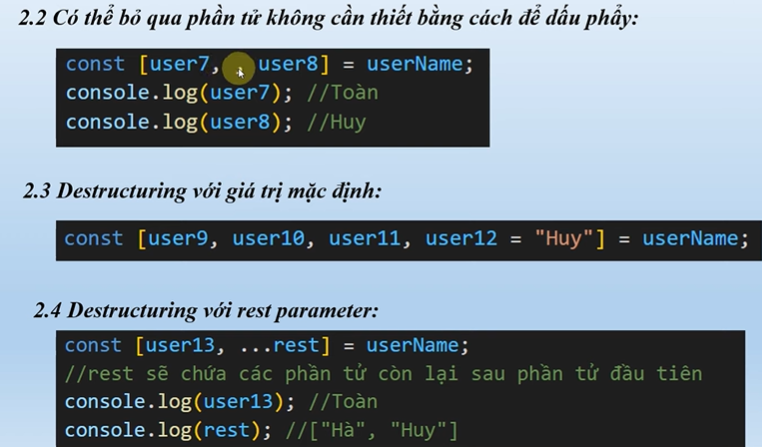 2.2 Có thể bỏ qua phần tử không cần thiết bằng cách để dấu phẩy:
const [user7, , user8] = userName;
console.log(user7); //Toàn
console.log(user8); //Huy
2.3 Destructuring với giá trị mặc định:
const [user9, user10, user11, user12 = "Huy"] = userName;
2.4 Destructuring với rest parameter:
const [user13, ...rest] = userName;
//rest sẽ chứa các phần tử còn lại sau phần tử đầu tiên
console.log(user13); //Toàn
console.log(rest); //["Hà", "Huy"]